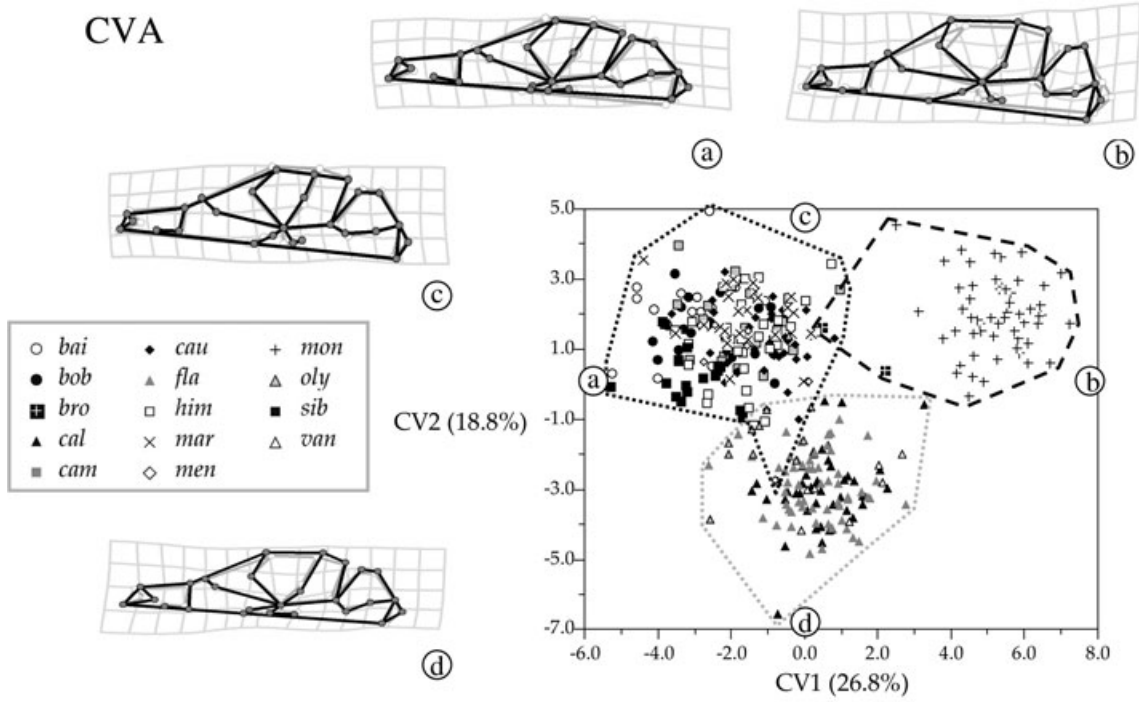 CVA
a
b
c
bai cau mon
bob fla oly
bro him sib
cal mar van
cam men
d
5.0
3.0
1.0
-1.0
-3.0
-5.0
-7.0
CV2 (18.8%)
a
b
c
d
-6.0 -4.0 -2.0 0.0 2.0 4.0 6.0 8.0
CV1 (26.8%)